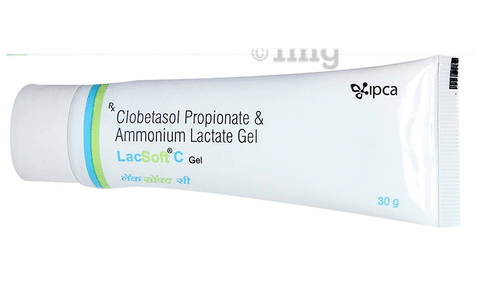 1mg
ipca
Rx Clobetasol Propionate &
Ammonium Lactate Gel
LacSoft® C Gel
लॅकसॉफ्ट सी
30 g